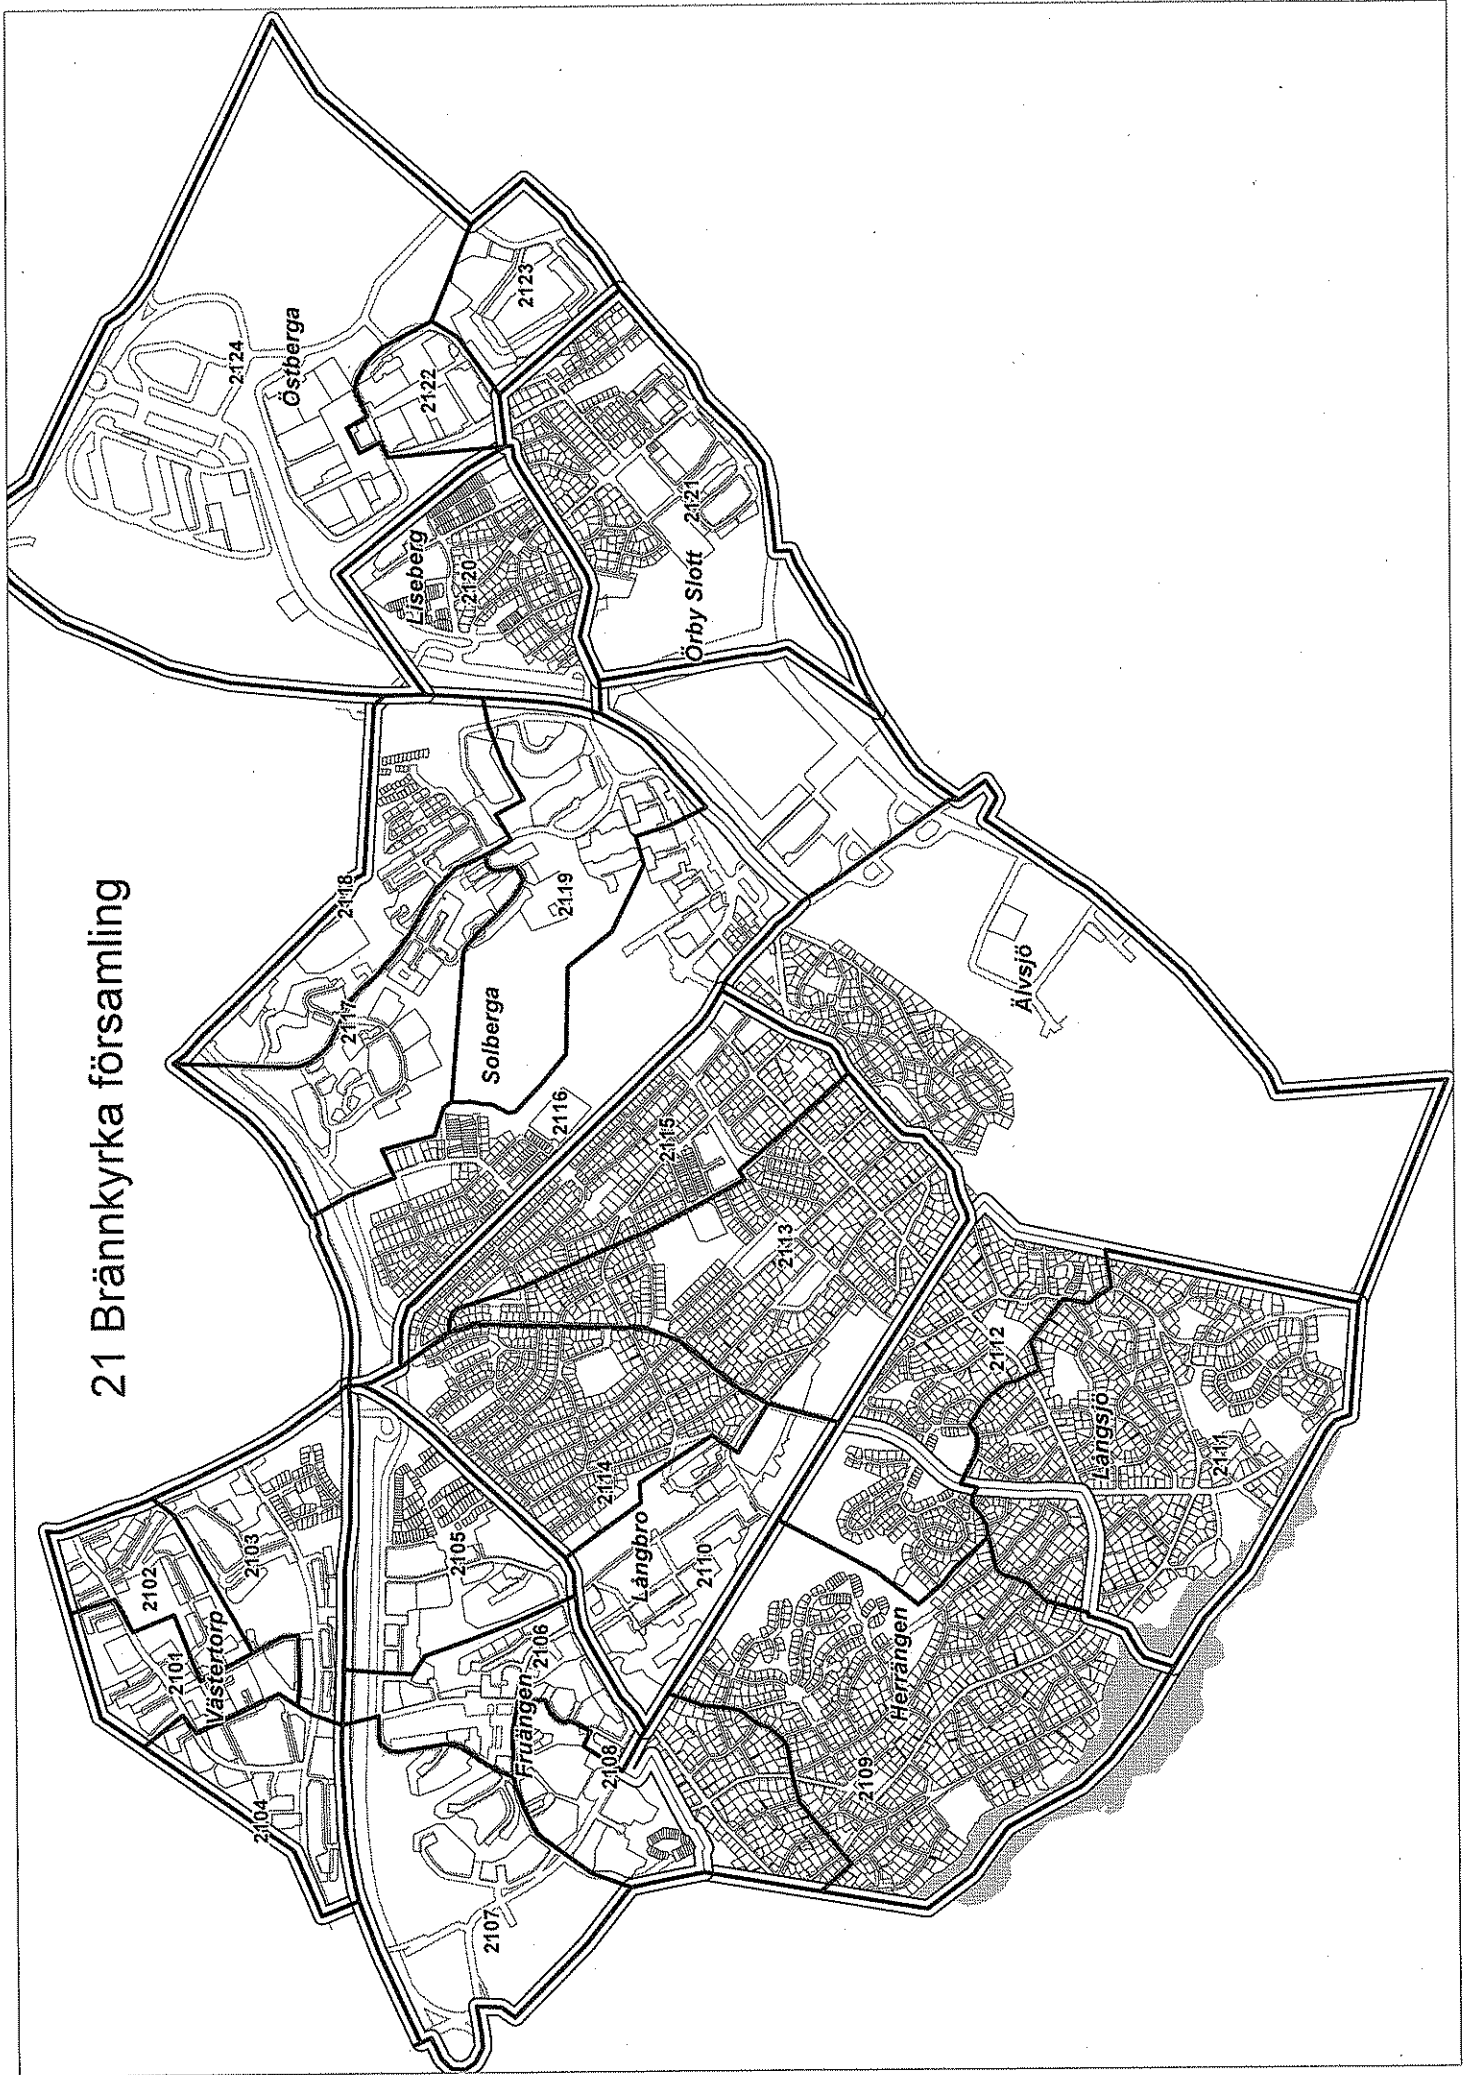 21 Brännkyrka församling
2124
Östberga
2123
2122
Liseberg
2120
2121
Örby Slott
2118
2119
2117
Solberga
2116
Älvsjö
2115
2113
2112
Långsjö
2111
2114
Långbro
2110
2103
2102
2105
2101
Västertorp
2106
Fruängen
2108
2104
2107
Herrängen
2109